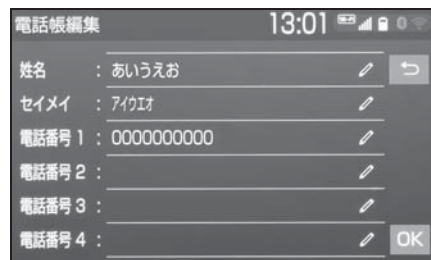 電話帳編集 13:01
姓名 : あいうえお
セイメイ : ｱｲｳｴｵ
電話番号 1 : 0000000000
電話番号 2 :
電話番号 3 :
電話番号 4 : OK